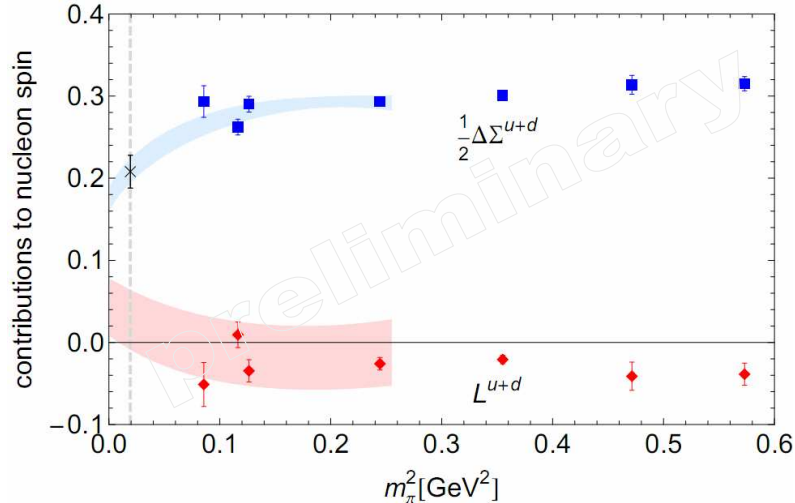 0.4
0.3
0.2
0.1
0.0
−0.1
contributions to nucleon spin
½ΔΣ^{u+d}
L^{u+d}
preliminary
0.0 0.1 0.2 0.3 0.4 0.5 0.6
m_π^2[GeV^2]